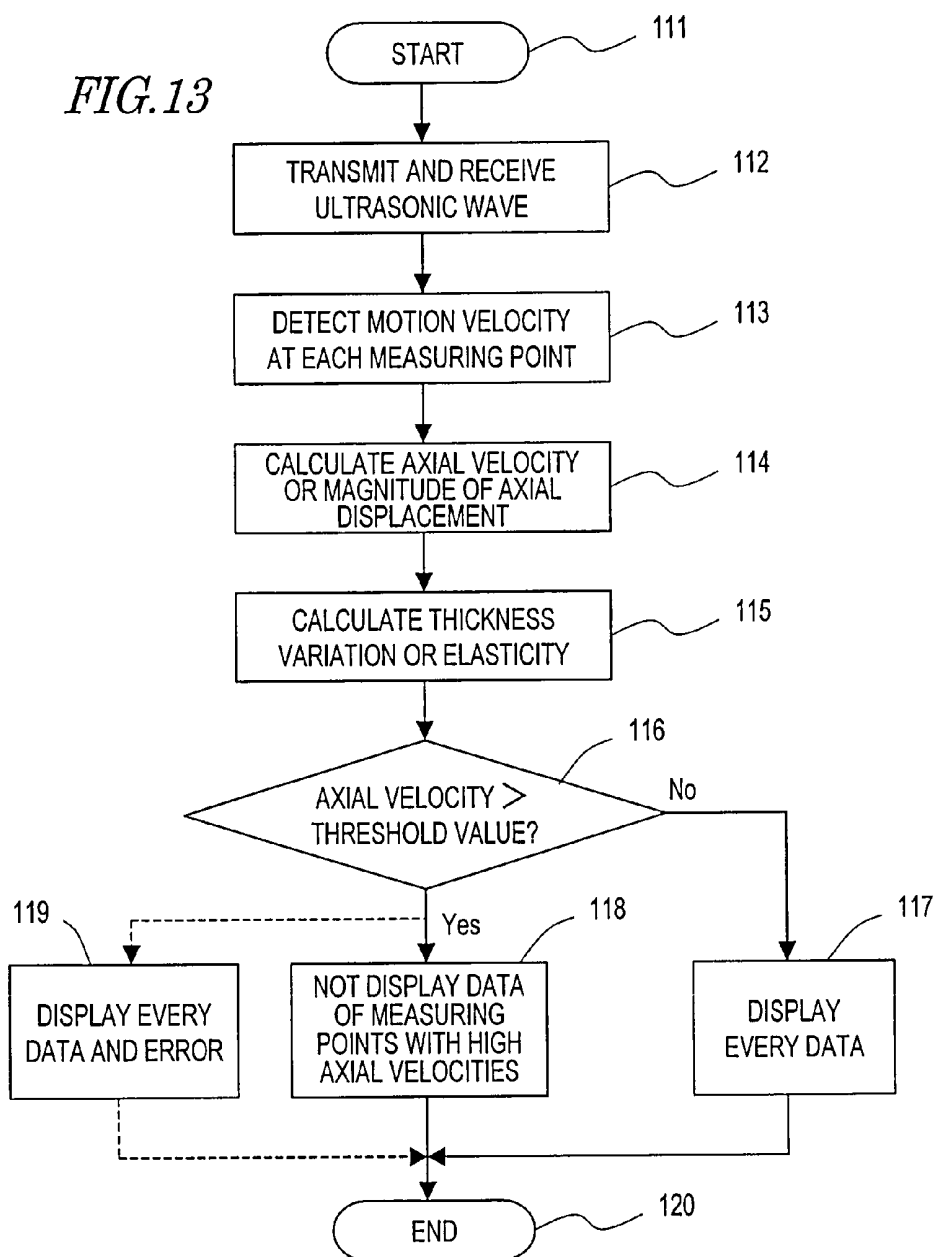 FIG.13
START
111
TRANSMIT AND RECEIVE
ULTRASONIC WAVE
112
DETECT MOTION VELOCITY
AT EACH MEASURING POINT
113
CALCULATE AXIAL VELOCITY
OR MAGNITUDE OF AXIAL
DISPLACEMENT
114
CALCULATE THICKNESS
VARIATION OR ELASTICITY
115
AXIAL VELOCITY >
THRESHOLD VALUE?
116
No
Yes
119
DISPLAY EVERY
DATA AND ERROR
118
NOT DISPLAY DATA
OF MEASURING
POINTS WITH HIGH
AXIAL VELOCITIES
117
DISPLAY
EVERY DATA
END
120